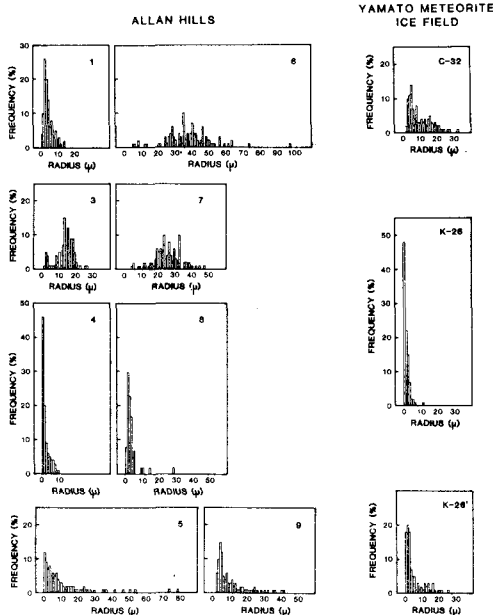 ALLAN HILLS
YAMATO METEORITE
ICE FIELD
FREQUENCY (%)
30
20
10
0
1
0 10 20 30
RADIUS (μ)
6
0 10 20 30 40 50 60 70 80 90 100
RADIUS (μ)
FREQUENCY (%)
20
10
0
C-32
0 10 20 30
RADIUS (μ)
FREQUENCY (%)
20
10
0
3
0 10 20 30
RADIUS (μ)
7
0 10 20 30 40 50
RADIUS (μ)
FREQUENCY (%)
50
40
30
20
10
0
K-26
0 10 20 30
RADIUS (μ)
FREQUENCY (%)
50
40
30
20
10
0
4
0 10
RADIUS (μ)
8
0 10 20 30
RADIUS (μ)
FREQUENCY (%)
20
10
0
5
0 10 20 30 40 50 60 70 80
RADIUS (μ)
9
0 10 20 30 40 50
RADIUS (μ)
FREQUENCY (%)
20
10
0
K-26'
0 10 20 30
RADIUS (μ)